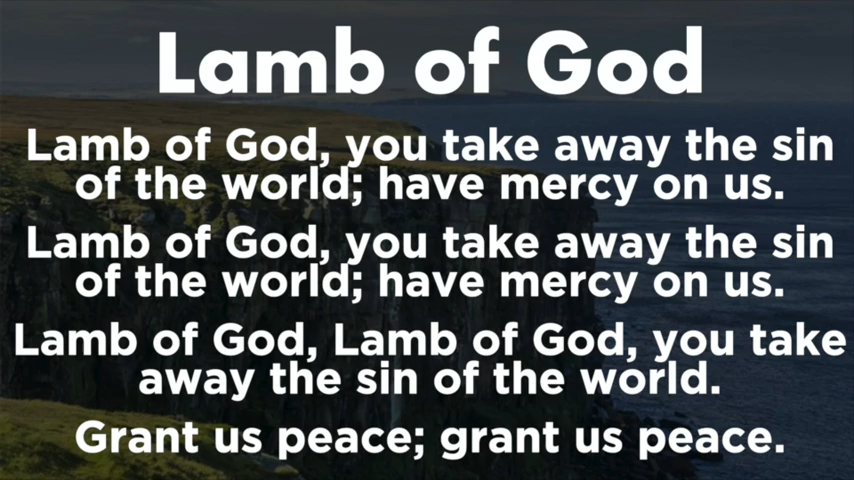 Lamb of God
Lamb of God, you take away the sin
of the world; have mercy on us.
Lamb of God, you take away the sin
of the world; have mercy on us.
Lamb of God, Lamb of God, you take
away the sin of the world.
Grant us peace; grant us peace.